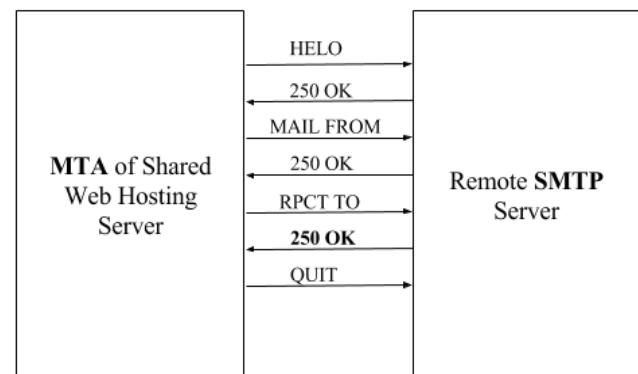 HELO
250 OK
MAIL FROM
250 OK
RPCT TO
250 OK
QUIT
MTA of Shared
Web Hosting
Server
Remote SMTP
Server